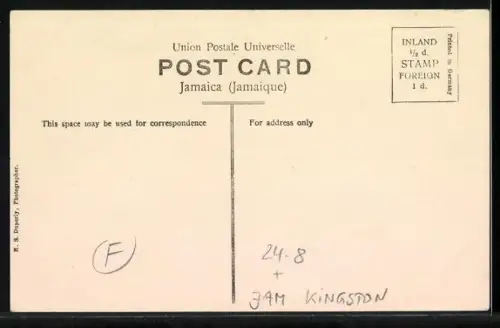 Union Postale Universelle
POST CARD
Jamaica (Jamaique)
INLAND
½ d.
STAMP
FOREIGN
1 d.
Printed in Germany
This space may be used for correspondence
For address only
H. S. Duperly, Photographer.
F
24-8
+
JAM KINGSTON